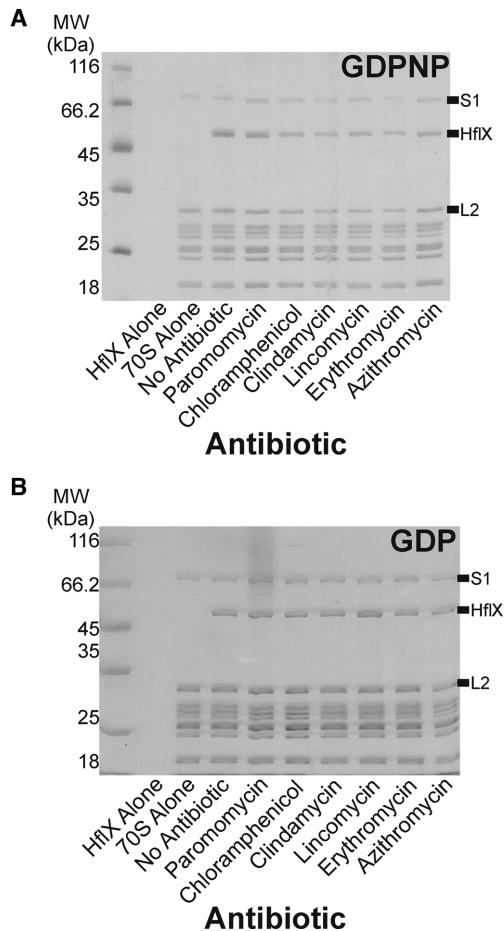 A
MW
(kDa)
GDPNP
116
66.2
45
35
25
18
S1
HflX
L2
HflX Alone
70S Alone
No Antibiotic
Paromomycin
Chloramphenicol
Clindamycin
Lincomycin
Erythromycin
Azithromycin
Antibiotic
B
MW
(kDa)
GDP
116
66.2
45
35
25
18
S1
HflX
L2
HflX Alone
70S Alone
No Antibiotic
Paromomycin
Chloramphenicol
Clindamycin
Lincomycin
Erythromycin
Azithromycin
Antibiotic